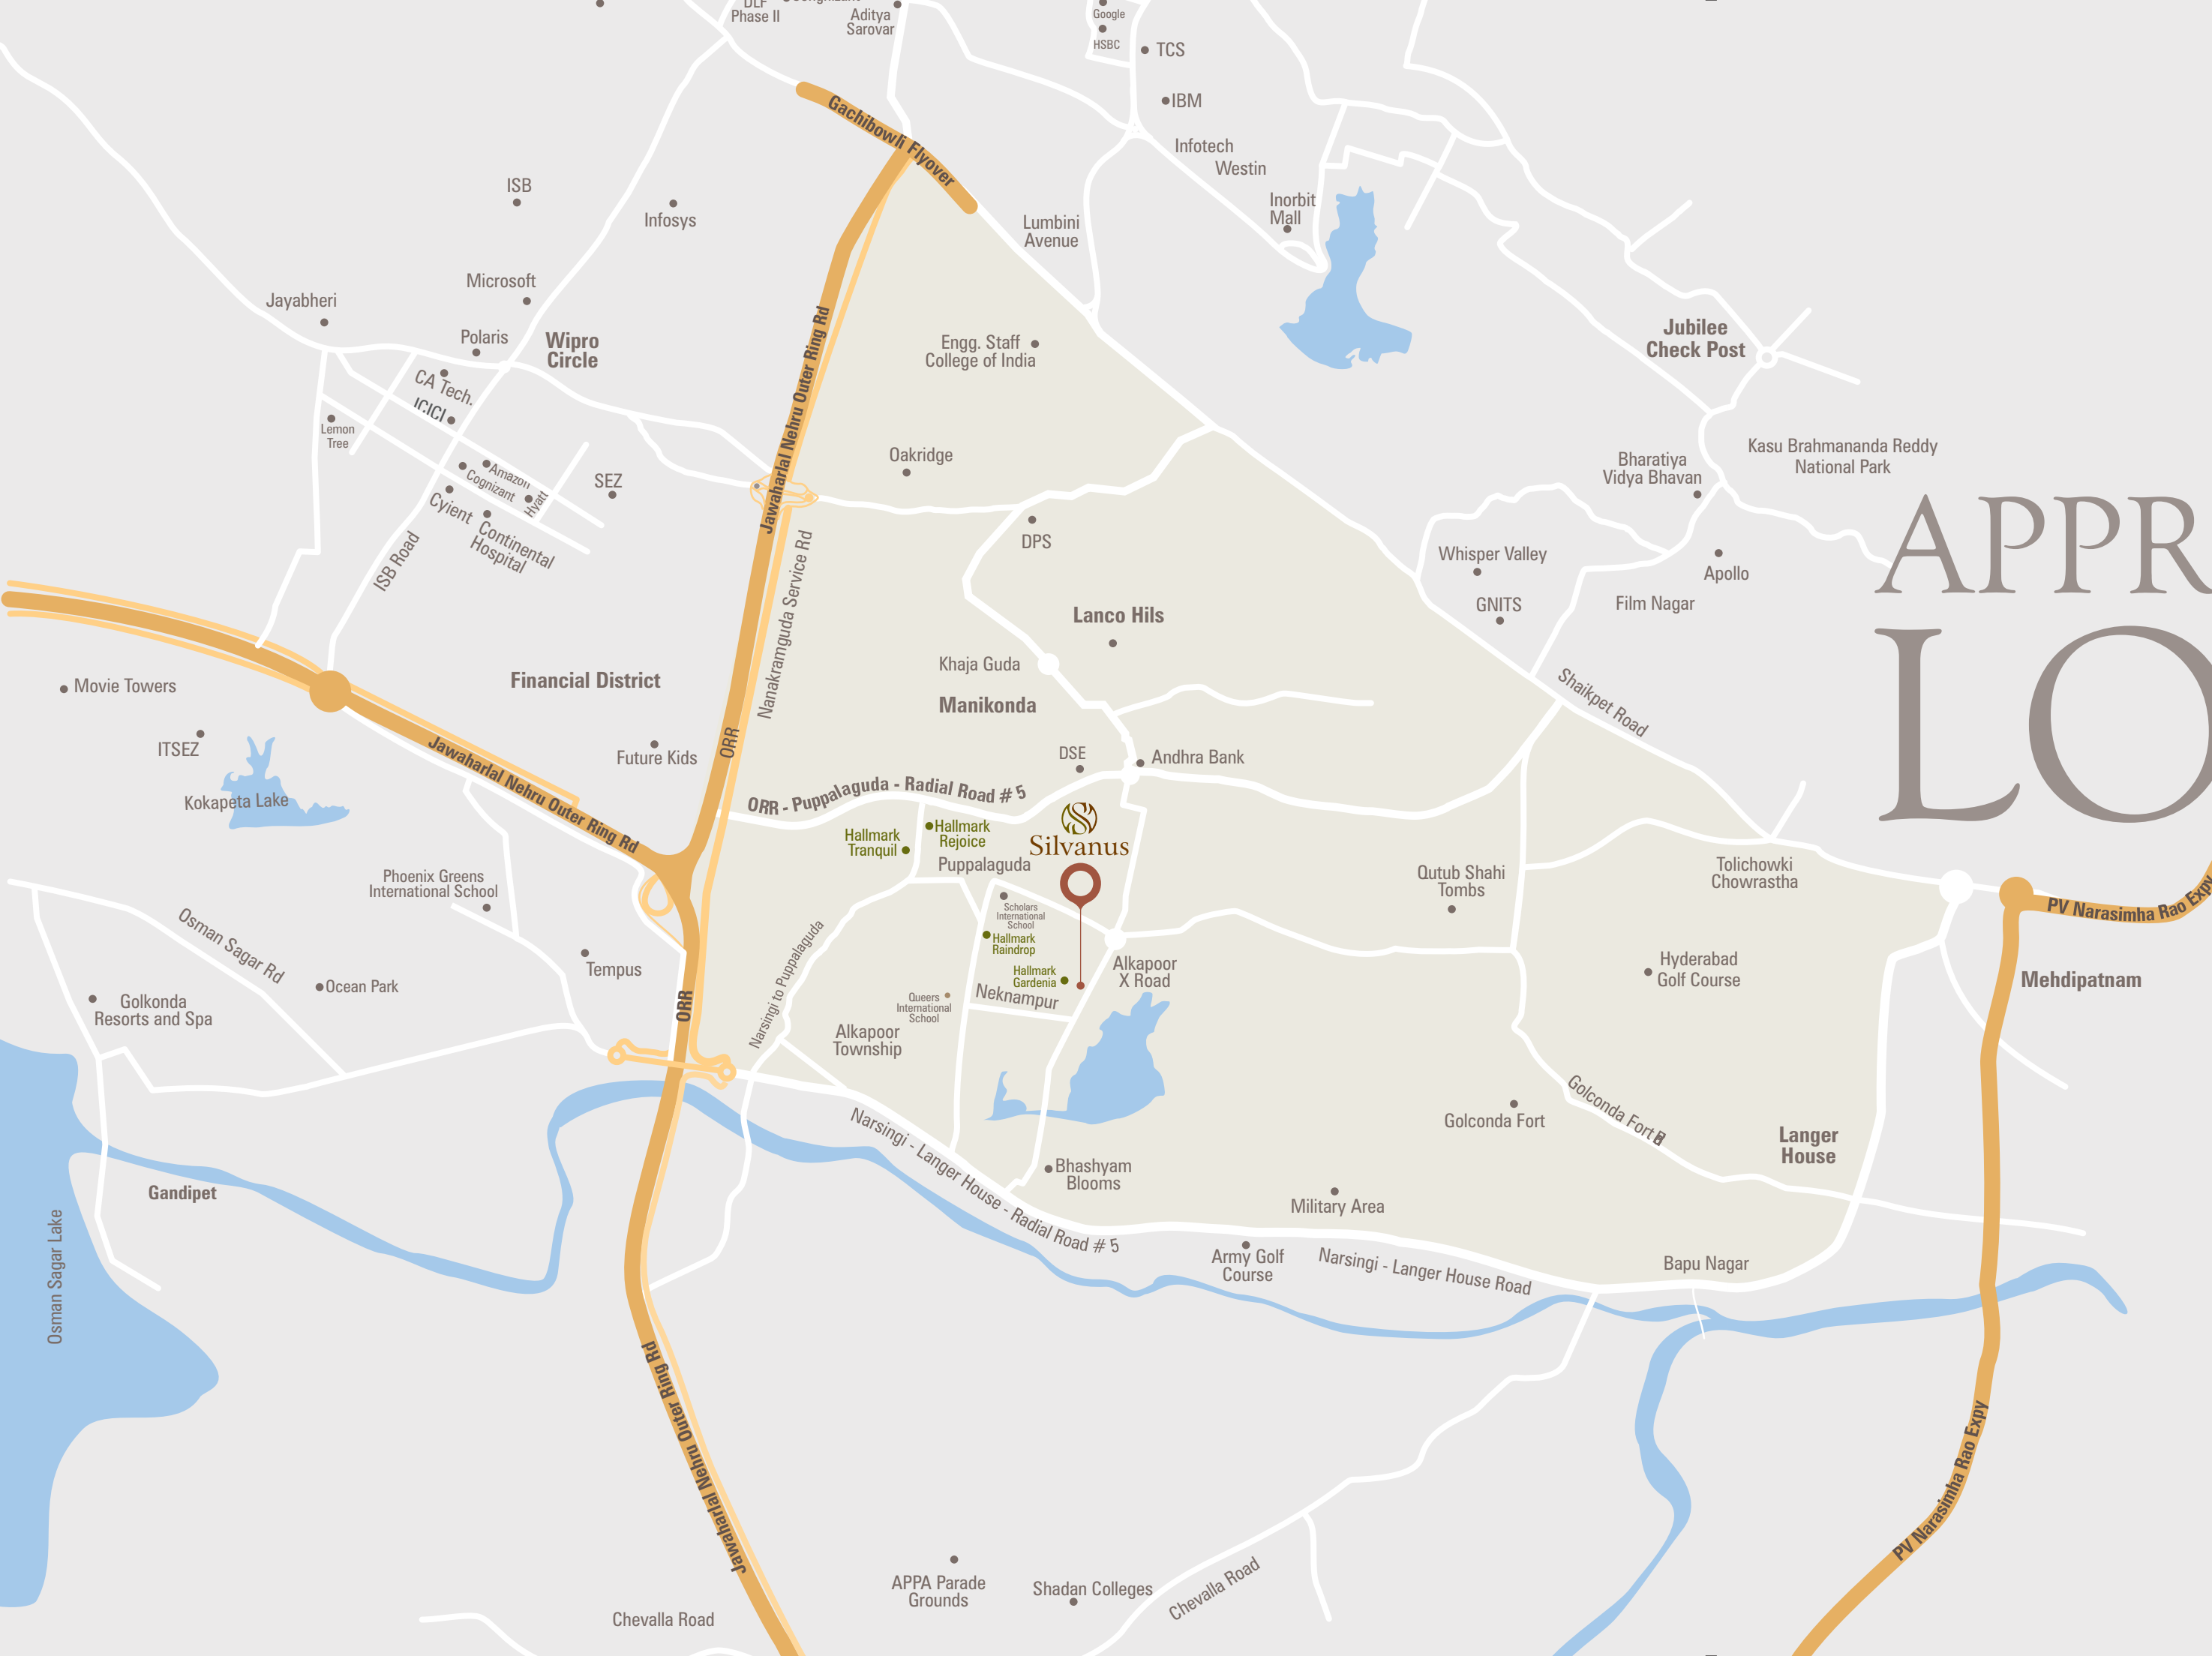 DLF
Phase II
Aditya
Sarovar
Google
HSBC
TCS
IBM
Infotech
Westin
Gachibowli Flyover
ISB
Infosys
Inorbit
Mall
Lumbini
Avenue
Microsoft
Jayabheri
Polaris
Wipro
Circle
Engg. Staff
College of India
Jubilee
Check Post
CA Tech.
ICICI
Lemon
Tree
Jawaharlal Nehru Outer Ring Rd
Oakridge
Kasu Brahmananda Reddy
National Park
Bharatiya
Vidya Bhavan
Amazon
Cognizant
Hyatt
SEZ
Cyient
Continental
Hospital
ISB Road
DPS
Nanakramguda Service Rd
Whisper Valley
Apollo
GNITS
Film Nagar
APPR
LO
Lanco Hils
Khaja Guda
Manikonda
Movie Towers
Financial District
Shaikpet Road
ITSEZ
Future Kids
ORR
DSE
Andhra Bank
Jawaharlal Nehru Outer Ring Rd
Kokapeta Lake
ORR - Puppalaguda - Radial Road # 5
Hallmark
Tranquil
Hallmark
Rejoice
Silvanus
Puppalaguda
Phoenix Greens
International School
Qutub Shahi
Tombs
Tolichowki
Chowrastha
PV Narasimha Rao Expy
Scholars
International
School
Hallmark
Raindrop
Osman Sagar Rd
Narsingi to Puppalaguda
Tempus
Hallmark
Gardenia
Alkapoor
X Road
Hyderabad
Golf Course
Mehdipatnam
Ocean Park
Golkonda
Resorts and Spa
ORR
Queers
International
School
Neknampur
Alkapoor
Township
Golconda Fort
Golconda Fort
Langer
House
Narsingi - Langer House - Radial Road # 5
Bhashyam
Blooms
Gandipet
Military Area
Osman Sagar Lake
Army Golf
Course
Narsingi - Langer House Road
Bapu Nagar
Jawaharlal Nehru Outer Ring Rd
PV Narasimha Rao Expy
APPA Parade
Grounds
Shadan Colleges
Chevalla Road
Chevalla Road